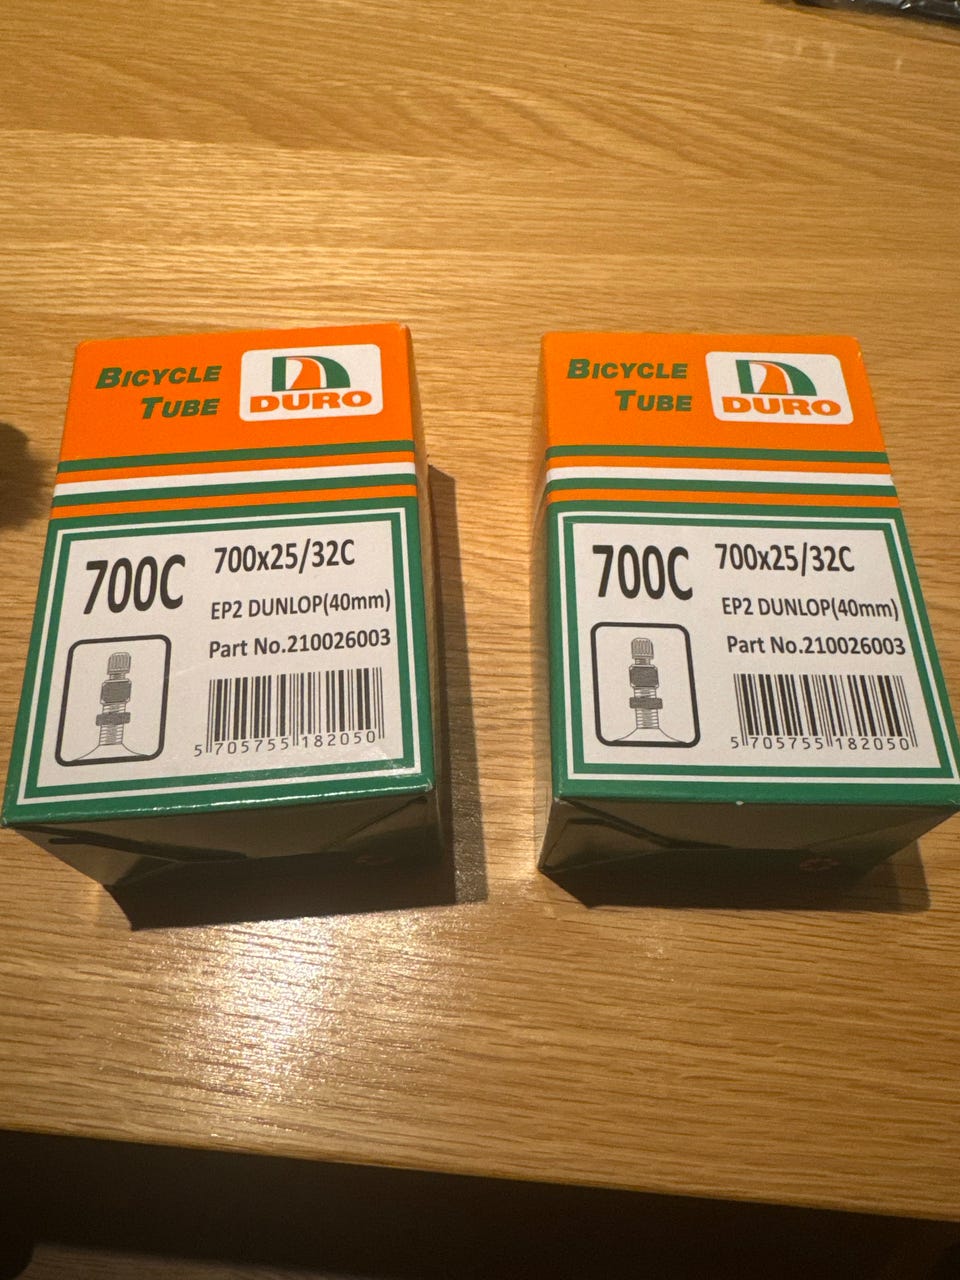 BICYCLE
TUBE
DURO
700C
700x25/32C
EP2 DUNLOP(40mm)
Part No.210026003
5 705755 182050
BICYCLE
TUBE
DURO
700C
700x25/32C
EP2 DUNLOP(40mm)
Part No.210026003
5 705755 182050